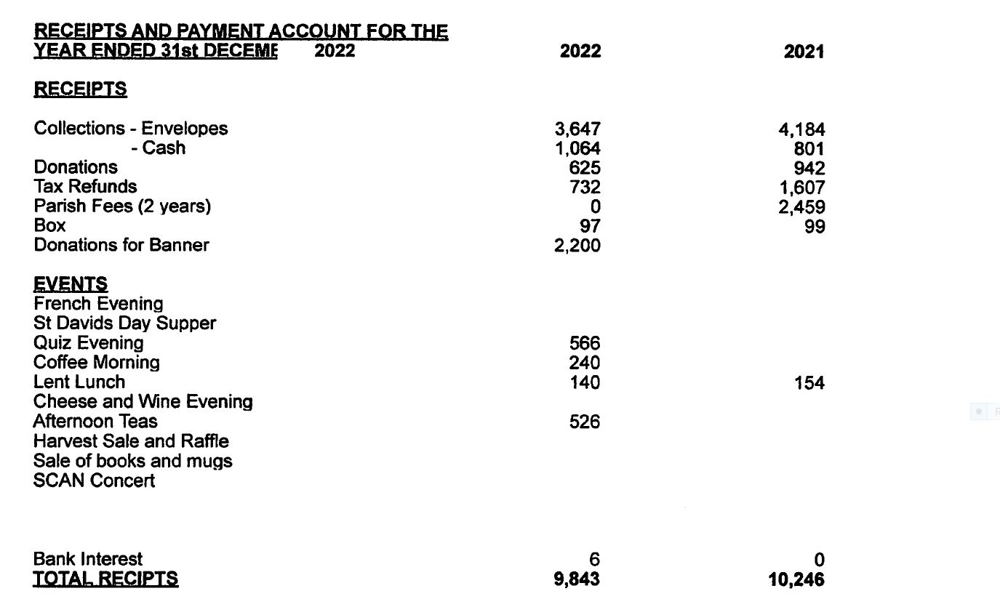 RECEIPTS AND PAYMENT ACCOUNT FOR THE
YEAR ENDED 31st DECEME 2022 2022 2021
RECEIPTS
Collections - Envelopes 3,647 4,184
- Cash 1,064 801
Donations 625 942
Tax Refunds 732 1,607
Parish Fees (2 years) 0 2,459
Box 97 99
Donations for Banner 2,200
EVENTS
French Evening
St Davids Day Supper
Quiz Evening 566
Coffee Morning 240
Lent Lunch 140 154
Cheese and Wine Evening
Afternoon Teas 526
Harvest Sale and Raffle
Sale of books and mugs
SCAN Concert
Bank Interest 6 0
TOTAL RECIPTS 9,843 10,246